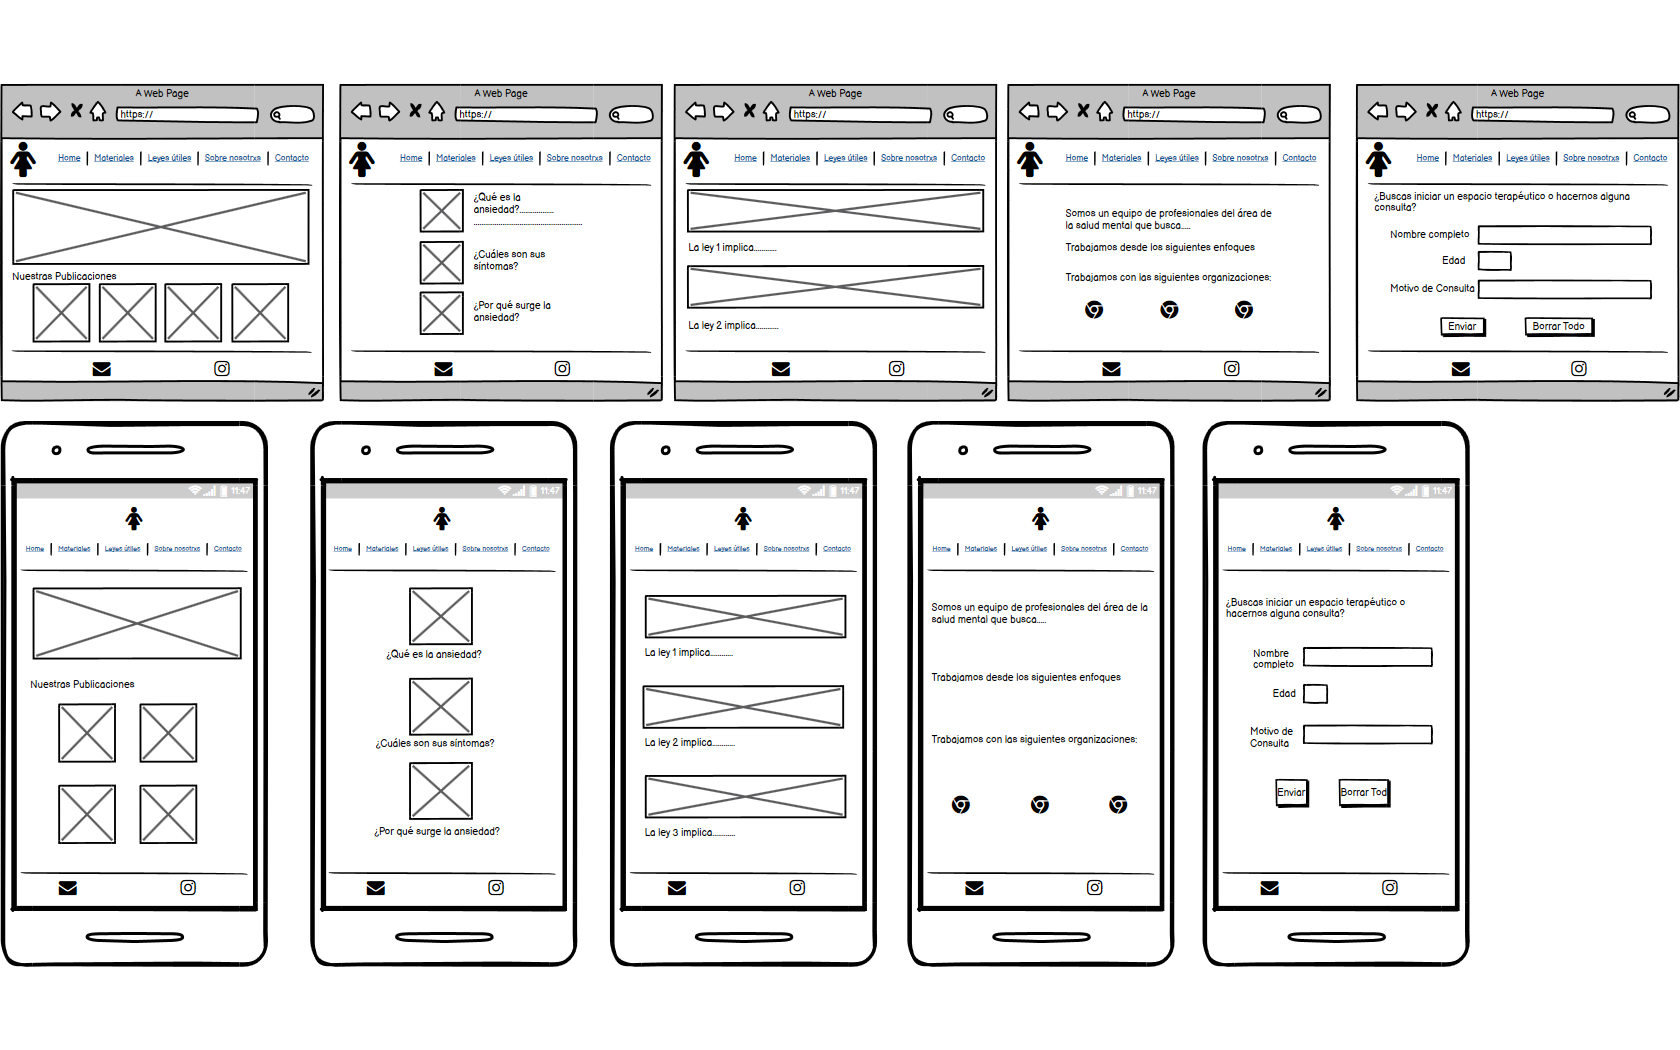 A Web Page
https://
Home | Materiales | Leyes útiles | Sobre nosotrxs | Contacto
Nuestras Publicaciones
A Web Page
https://
Home | Materiales | Leyes útiles | Sobre nosotrxs | Contacto
¿Qué es la
ansiedad?................
..................................................
¿Cuáles son sus
síntomas?
¿Por qué surge la
ansiedad?
A Web Page
https://
Home | Materiales | Leyes útiles | Sobre nosotrxs | Contacto
La ley 1 implica..........
La ley 2 implica..........
A Web Page
https://
Home | Materiales | Leyes útiles | Sobre nosotrxs | Contacto
Somos un equipo de profesionales del área de
la salud mental que busca.....
Trabajamos desde los siguientes enfoques
Trabajamos con las siguientes organizaciones:
A Web Page
https://
Home | Materiales | Leyes útiles | Sobre nosotrxs | Contacto
¿Buscas iniciar un espacio terapéutico o hacernos alguna
consulta?
Nombre completo
Edad
Motivo de Consulta
Enviar
Borrar Todo
11:47
Home | Materiales | Leyes útiles | Sobre nosotrxs | Contacto
Nuestras Publicaciones
11:47
Home | Materiales | Leyes útiles | Sobre nosotrxs | Contacto
¿Qué es la ansiedad?
¿Cuáles son sus síntomas?
¿Por qué surge la ansiedad?
11:47
Home | Materiales | Leyes útiles | Sobre nosotrxs | Contacto
La ley 1 implica..........
La ley 2 implica..........
La ley 3 implica..........
11:47
Home | Materiales | Leyes útiles | Sobre nosotrxs | Contacto
Somos un equipo de profesionales del área de la
salud mental que busca.....
Trabajamos desde los siguientes enfoques
Trabajamos con las siguientes organizaciones:
11:47
Home | Materiales | Leyes útiles | Sobre nosotrxs | Contacto
¿Buscas iniciar un espacio terapéutico o
hacernos alguna consulta?
Nombre
completo
Edad
Motivo de
Consulta
Enviar
Borrar Tod